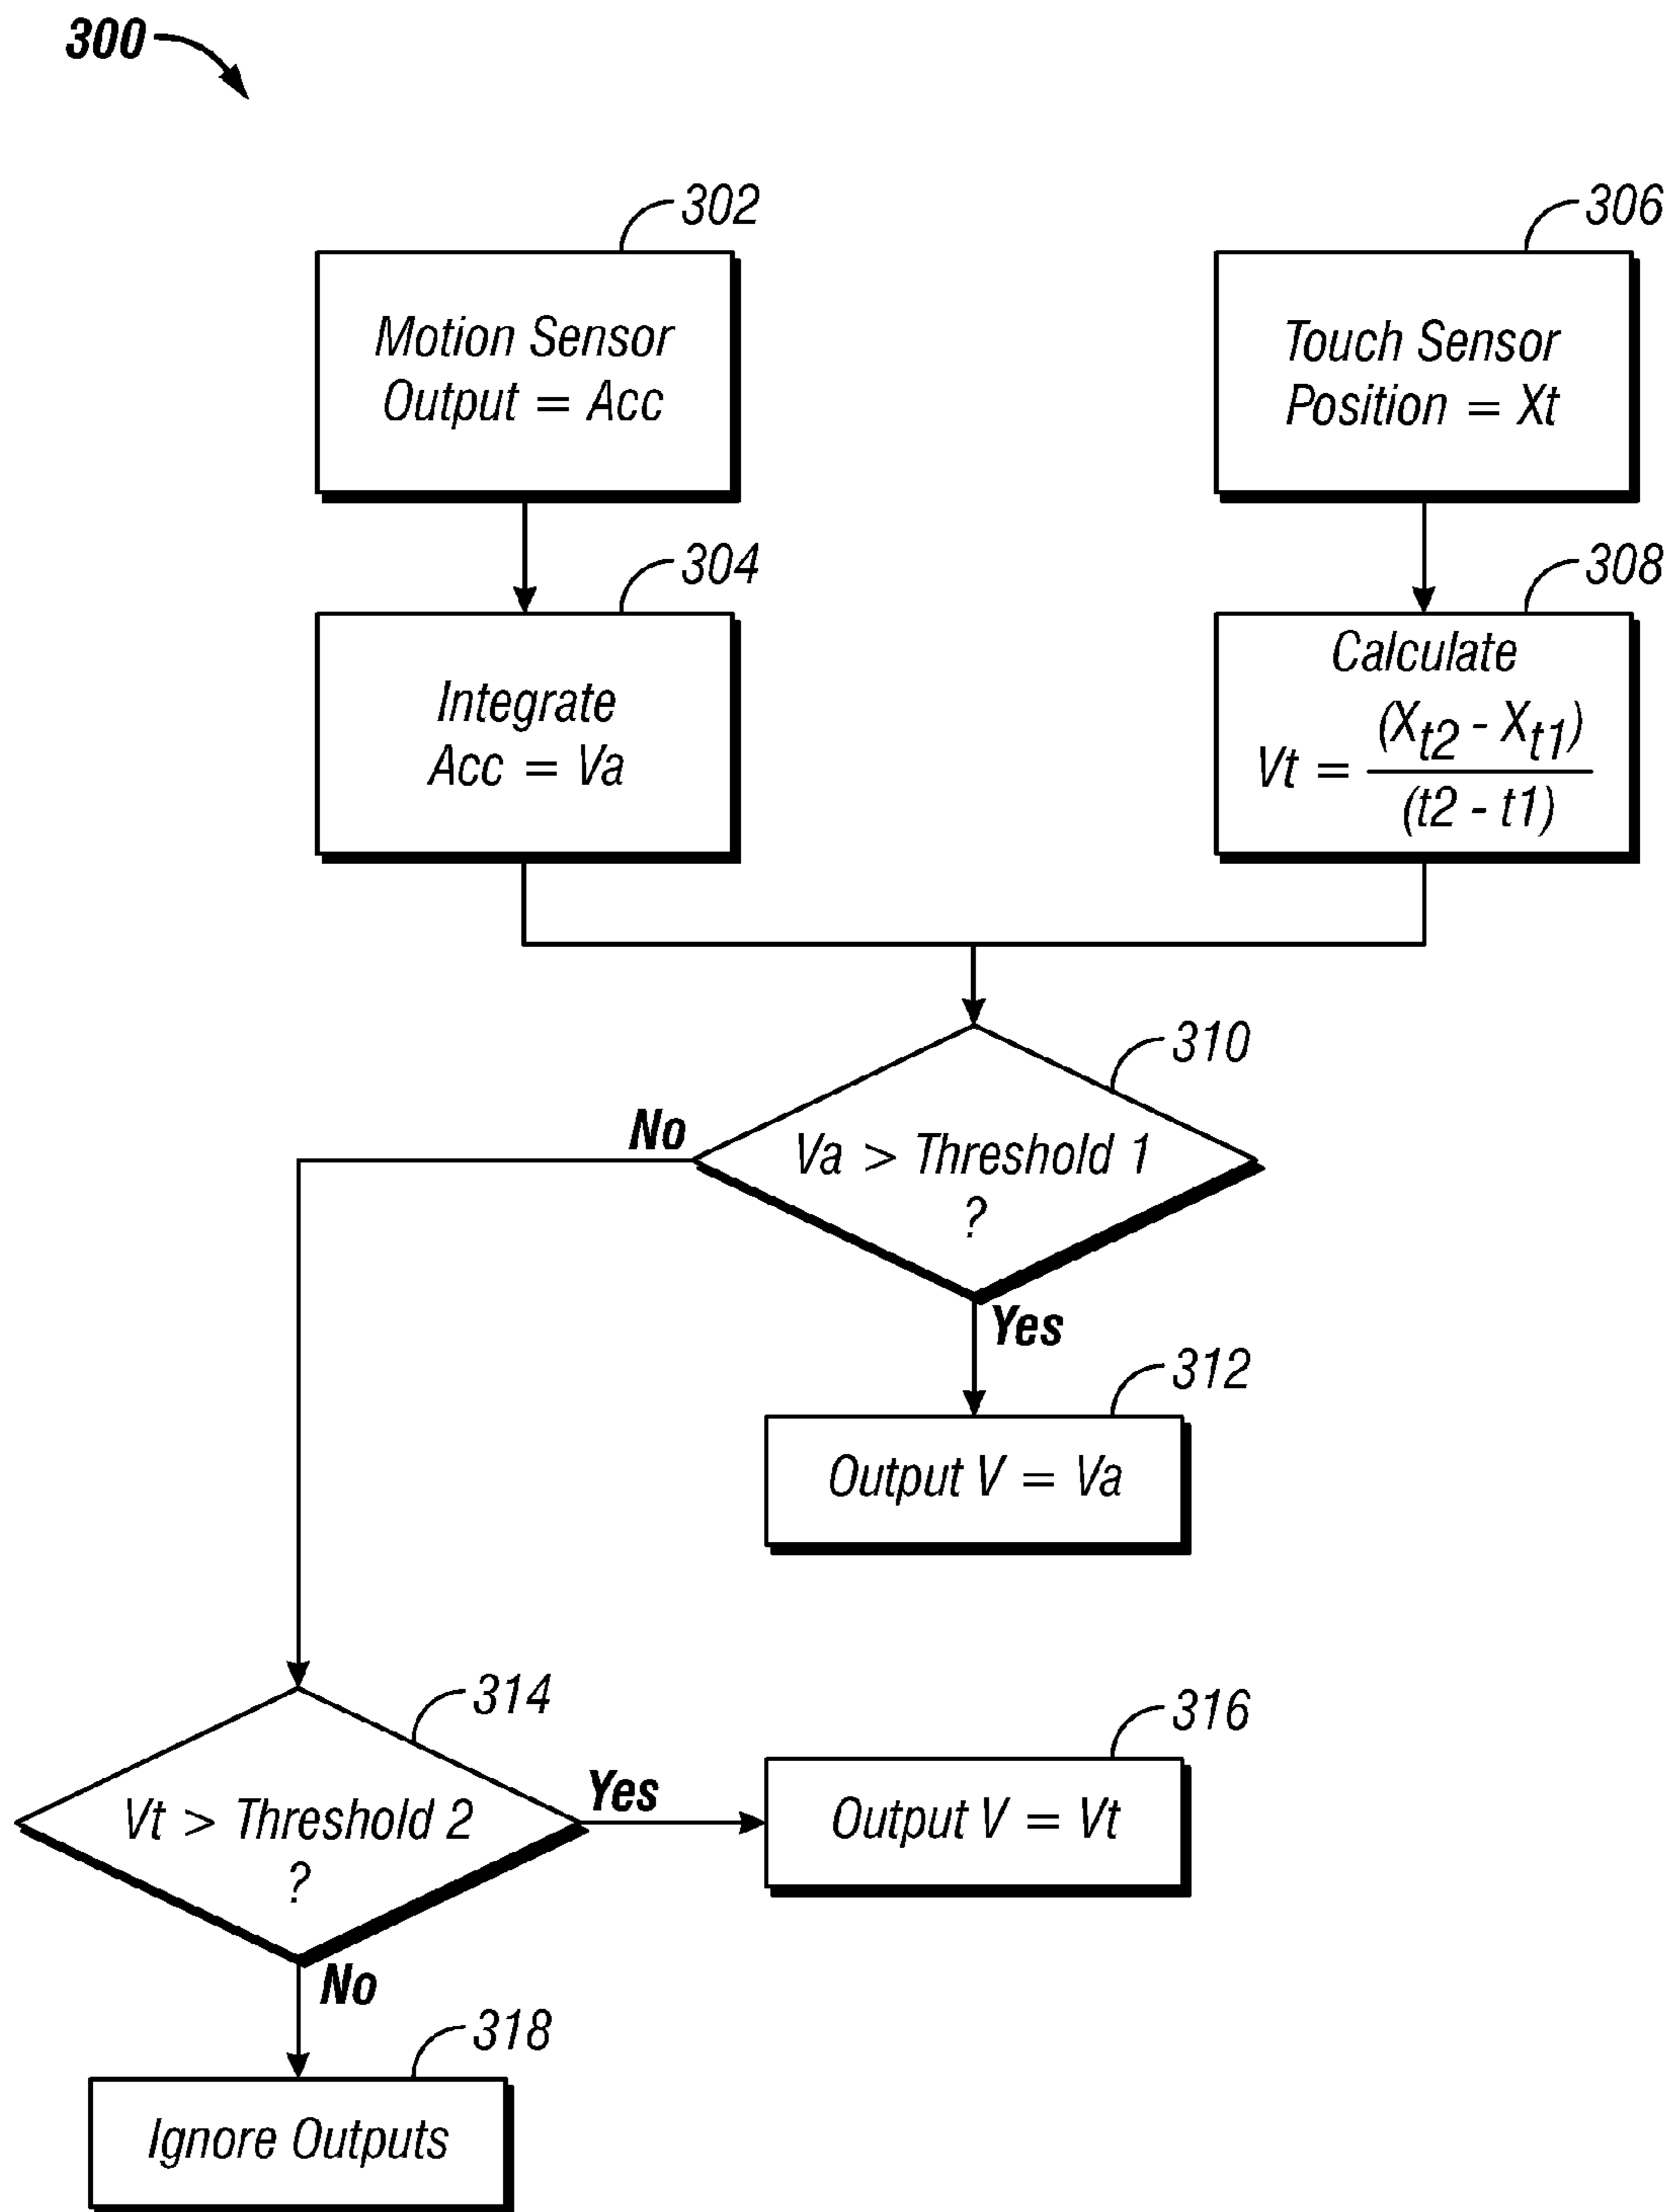 300
302
Motion Sensor
Output = Acc
306
Touch Sensor
Position = Xt
304
Integrate
Acc = Va
308
Calculate
Vt = (Xt2 - Xt1)
(t2 - t1)
310
Va > Threshold 1
?
No
Yes
312
Output V = Va
314
Vt > Threshold 2
?
Yes
316
Output V = Vt
No
318
Ignore Outputs